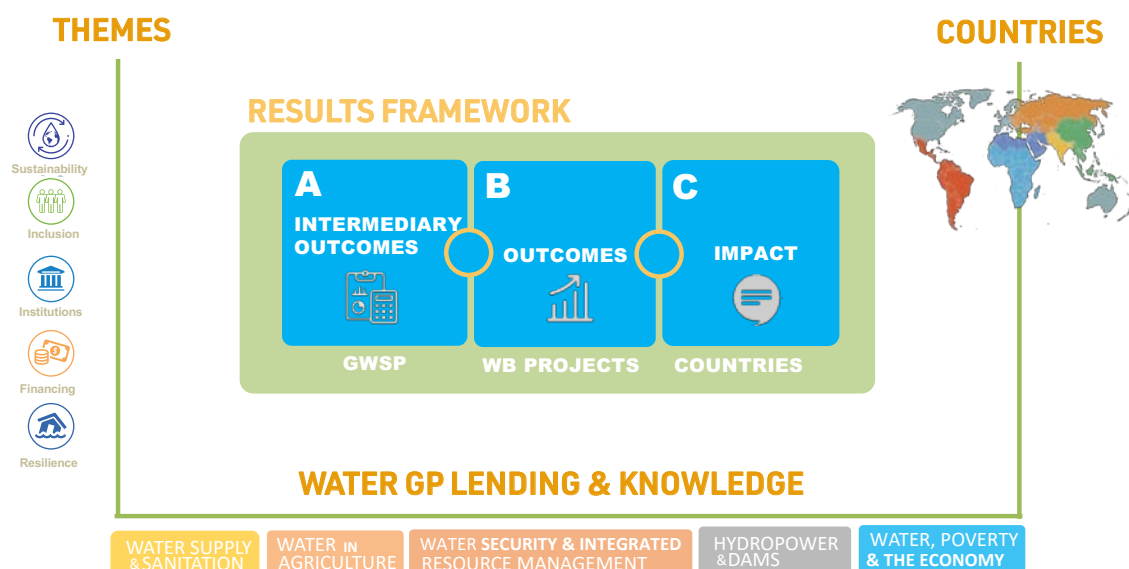 THEMES
COUNTRIES
RESULTS FRAMEWORK
Sustainability
Inclusion
Institutions
Financing
Resilience
A
INTERMEDIARY
OUTCOMES
GWSP
B
OUTCOMES
WB PROJECTS
C
IMPACT
COUNTRIES
WATER GP LENDING & KNOWLEDGE
WATER SUPPLY
& SANITATION
WATER IN
AGRICULTURE
WATER SECURITY & INTEGRATED
RESOURCE MANAGEMENT
HYDROPOWER
& DAMS
WATER, POVERTY
& THE ECONOMY